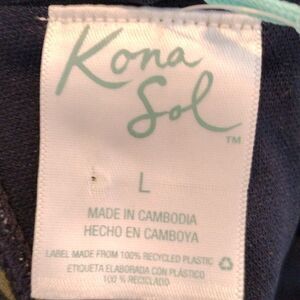 Kona
Sol
TM
L
MADE IN CAMBODIA
HECHO EN CAMBOYA
LABEL MADE FROM 100% RECYCLED PLASTIC
ETIQUETA ELABORADA CON PLÁSTICO
100 % RECICLADO